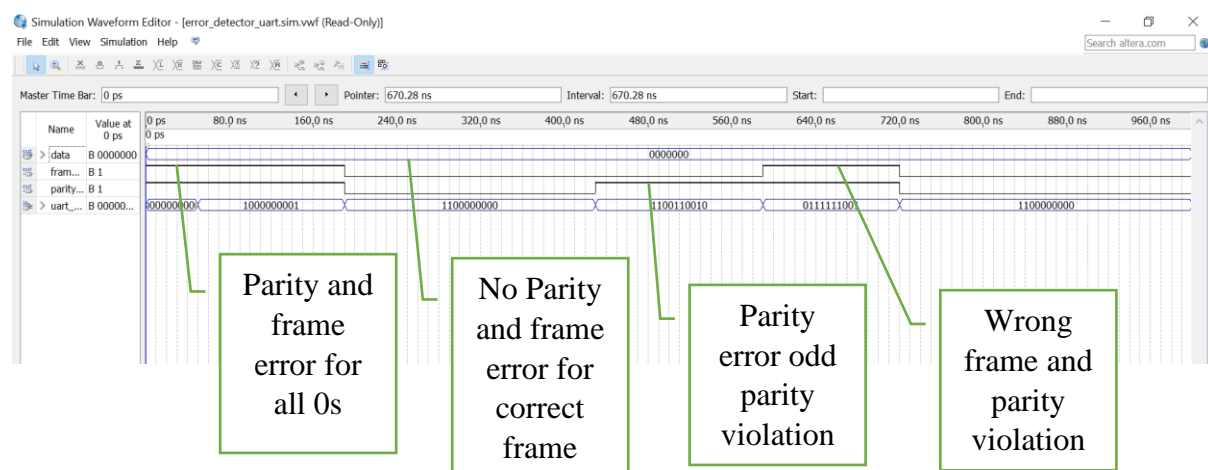 Simulation Waveform Editor - [error_detector_uart.sim.vwf (Read-Only)]
File Edit View Simulation Help
Search altera.com
Master Time Bar: 0 ps Pointer: 670.28 ns Interval: 670.28 ns Start: End:
Name Value at 0 ps
0 ps 80,0 ns 160,0 ns 240,0 ns 320,0 ns 400,0 ns 480,0 ns 560,0 ns 640,0 ns 720,0 ns 800,0 ns 880,0 ns 960,0 ns
0 ps
> data B 0000000 0000000
fram... B 1
parity... B 1
> uart_... B 00000... 1000000001 1100000000 1100110010 0111111001 1100000000
Parity and
frame
error for
all 0s
No Parity
and frame
error for
correct
frame
Parity
error odd
parity
violation
Wrong
frame and
parity
violation